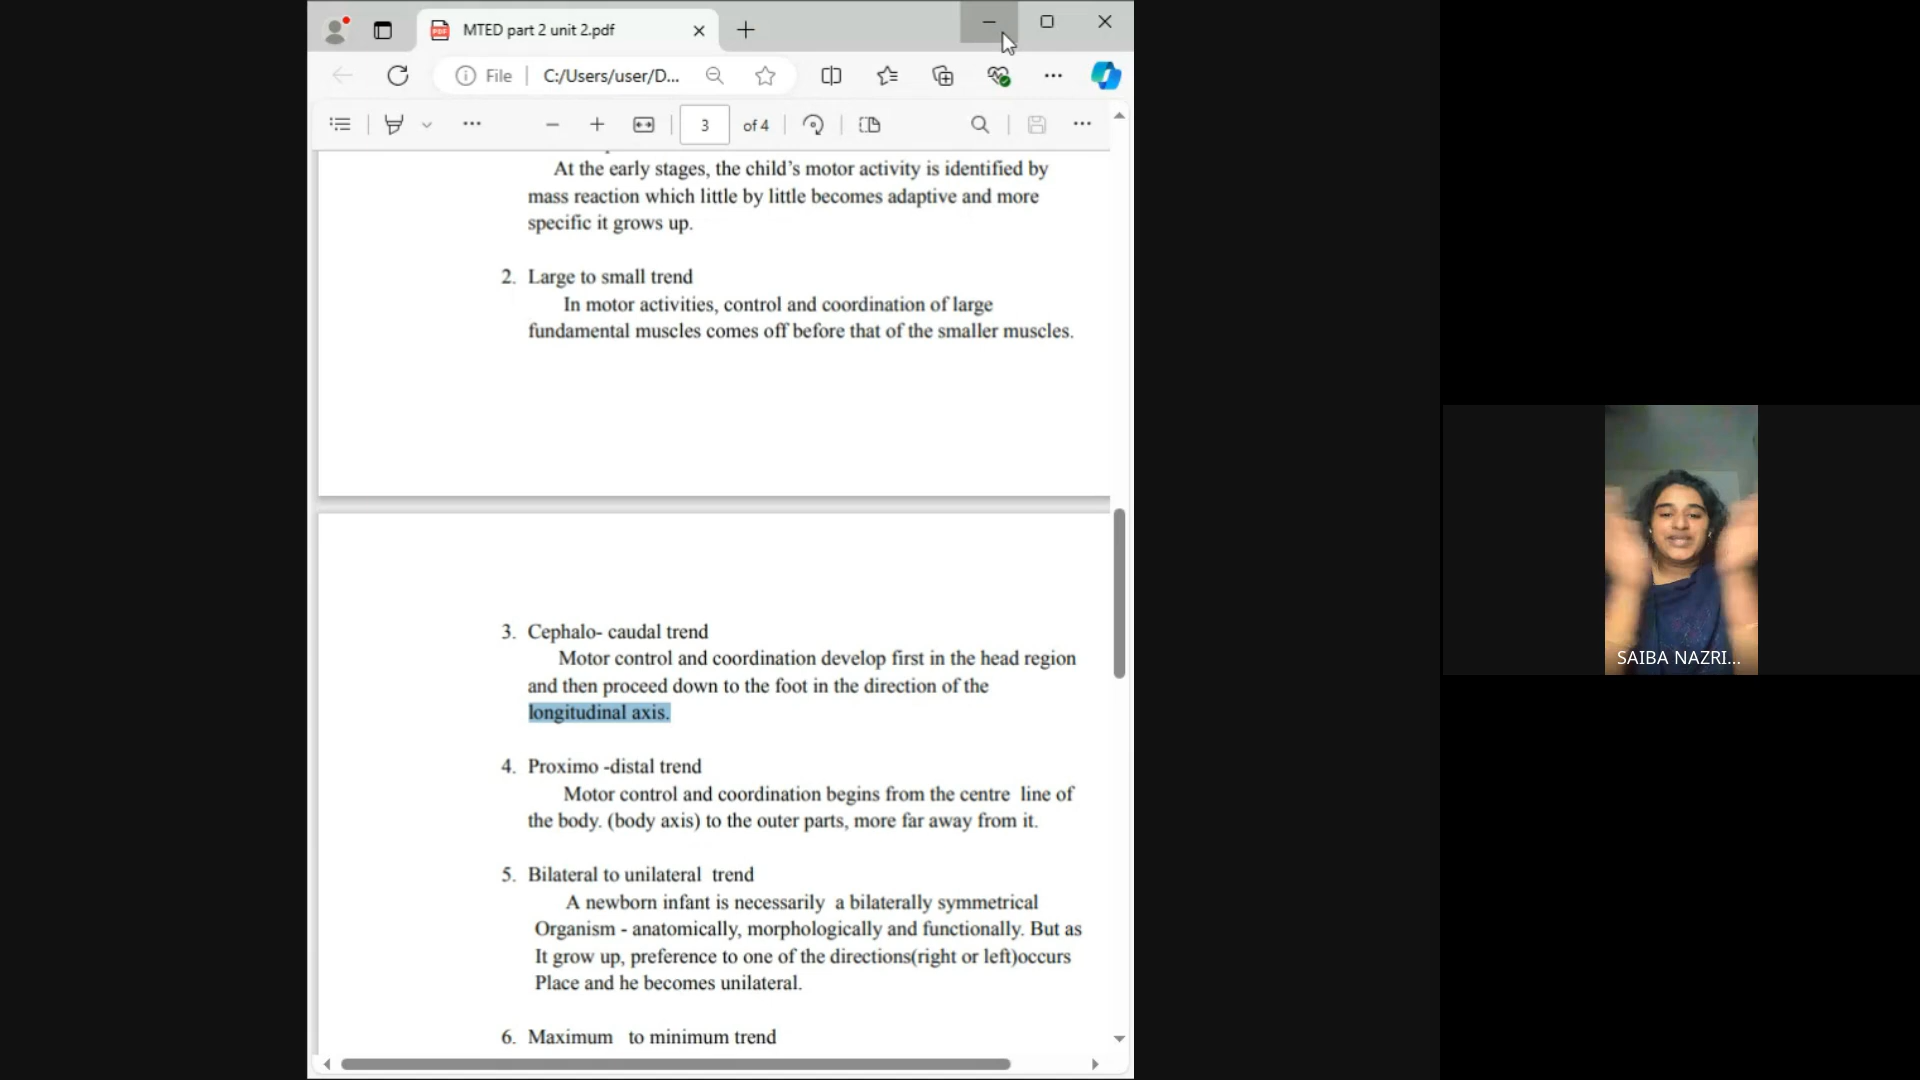 MTED part 2 unit 2.pdf
File
C:/Users/user/D...
3
of 4
At the early stages, the child’s motor activity is identified by
mass reaction which little by little becomes adaptive and more
specific it grows up.
2. Large to small trend
In motor activities, control and coordination of large
fundamental muscles comes off before that of the smaller muscles.
3. Cephalo- caudal trend
Motor control and coordination develop first in the head region
and then proceed down to the foot in the direction of the
longitudinal axis.
4. Proximo -distal trend
Motor control and coordination begins from the centre line of
the body. (body axis) to the outer parts, more far away from it.
5. Bilateral to unilateral trend
A newborn infant is necessarily a bilaterally symmetrical
Organism - anatomically, morphologically and functionally. But as
It grow up, preference to one of the directions(right or left)occurs
Place and he becomes unilateral.
6. Maximum to minimum trend
SAIBA NAZRI...